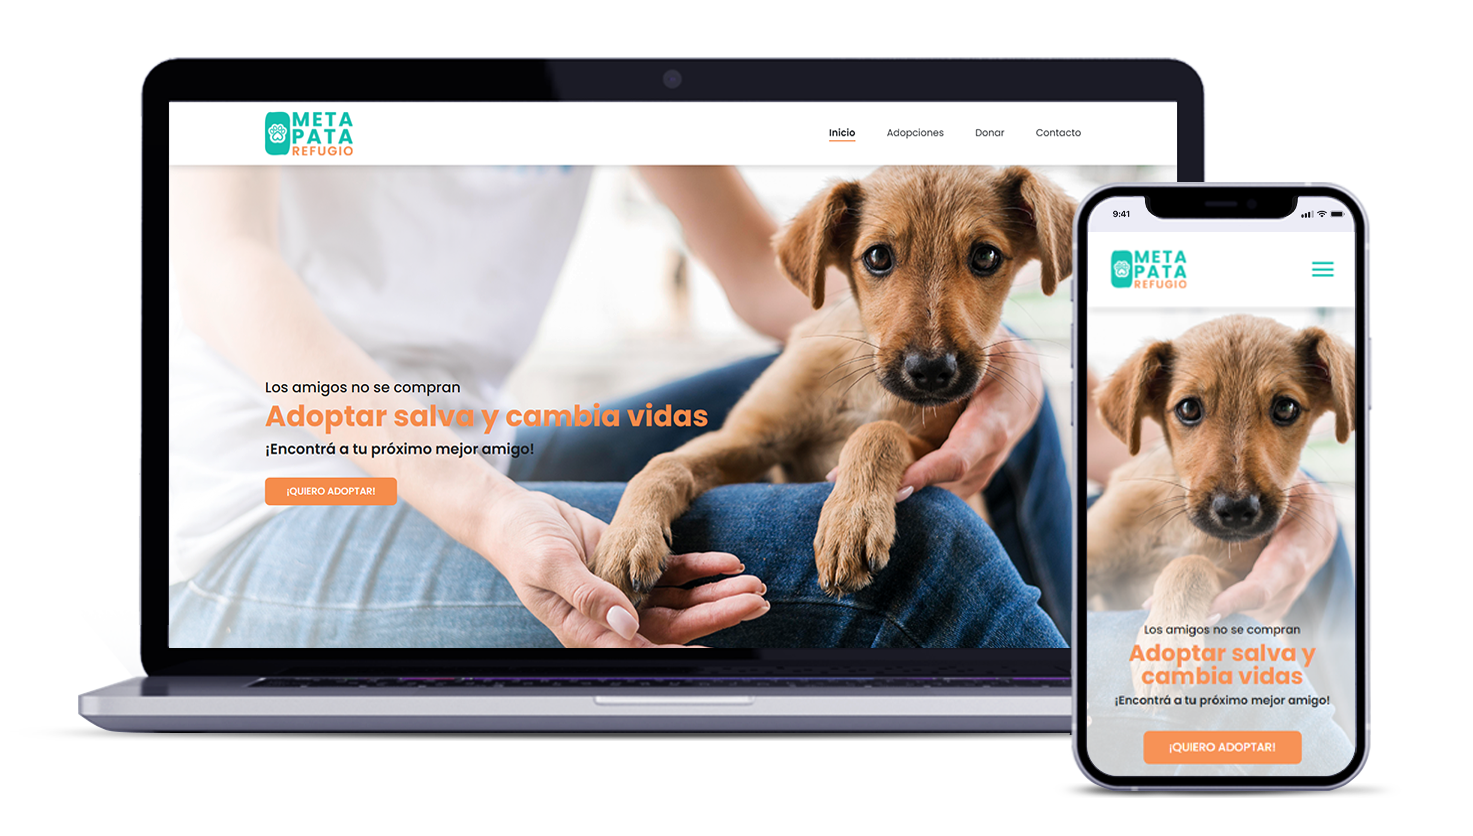 META
PATA
REFUGIO
Inicio
Adopciones
Donar
Contacto
Los amigos no se compran
Adoptar salva y cambia vidas
¡Encontrá a tu próximo mejor amigo!
¡QUIERO ADOPTAR!
9:41
META
PATA
REFUGIO
Los amigos no se compran
Adoptar salva y
cambia vidas
¡Encontrá a tu próximo mejor amigo!
¡QUIERO ADOPTAR!